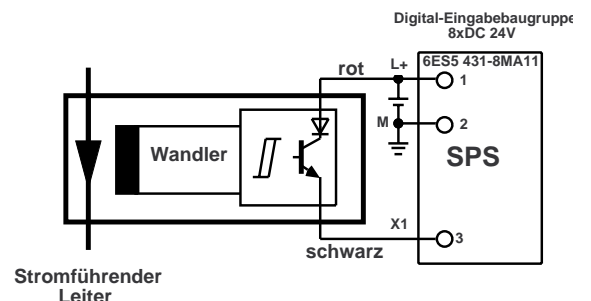 Digital-Eingabebaugruppe
8xDC 24V
6ES5 431-8MA11
rot
L+
1
M
2
Wandler
SPS
X1
3
schwarz
Stromführender
Leiter